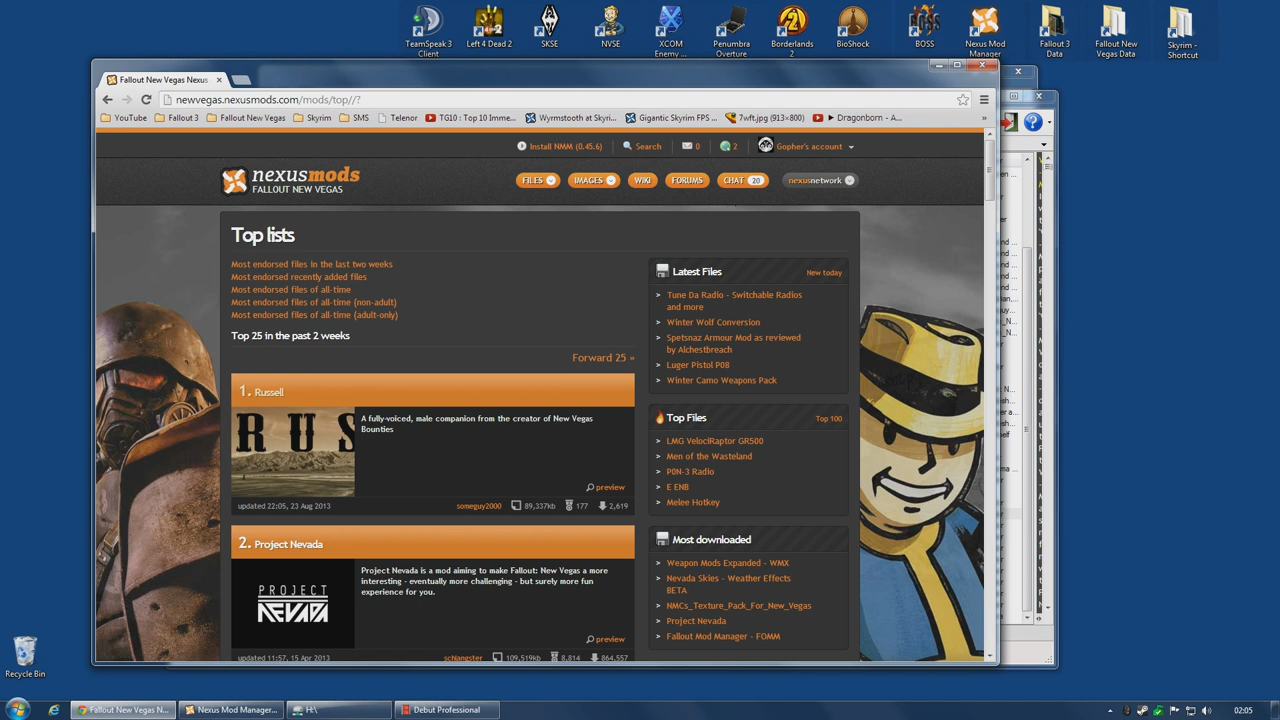 TeamSpeak 3 Client
Left 4 Dead 2
SKSE
NVSE
XCOM Enemy ...
Penumbra Overture
Borderlands 2
BioShock
BOSS
Nexus Mod Manager
Fallout 3 Data
Fallout New Vegas Data
Skyrim - Shortcut
Fallout New Vegas Nexus
newvegas.nexusmods.com/mods/top//?
YouTube
Fallout 3
Fallout New Vegas
Skyrim
SMS
Telenor
TG10 : Top 10 Imme...
Wyrmstooth at Skyri...
Gigantic Skyrim FPS ...
7wft.jpg (913×800)
► Dragonborn - A...
»
Install NMM (0.45.6)
Search
0
2
Gopher's account
nexusmods
FALLOUT NEW VEGAS
FILES
IMAGES
WIKI
FORUMS
CHAT 20
nexusnetwork
Top lists
Most endorsed files in the last two weeks
Most endorsed recently added files
Most endorsed files of all-time
Most endorsed files of all-time (non-adult)
Most endorsed files of all-time (adult-only)
Top 25 in the past 2 weeks
Forward 25 »
1. Russell
RUS
A fully-voiced, male companion from the creator of New Vegas
Bounties
preview
updated 22:05, 23 Aug 2013
someguy2000
89,337kb
177
2,619
2. Project Nevada
PROJECT
NEVADA
Project Nevada is a mod aiming to make Fallout: New Vegas a more
interesting - eventually more challenging - but surely more fun
experience for you.
preview
updated 11:57, 15 Apr 2013
schlangster
109,519kb
8,814
864,557
Latest Files
New today
> Tune Da Radio - Switchable Radios
and more
> Winter Wolf Conversion
> Spetsnaz Armour Mod as reviewed
by Alchestbreach
> Luger Pistol P08
> Winter Camo Weapons Pack
Top Files
Top 100
> LMG VelociRaptor GR500
> Men of the Wasteland
> P0N-3 Radio
> E ENB
> Melee Hotkey
Most downloaded
> Weapon Mods Expanded - WMX
> Nevada Skies - Weather Effects
BETA
> NMCs_Texture_Pack_For_New_Vegas
> Project Nevada
> Fallout Mod Manager - FOMM
Recycle Bin
Fallout New Vegas N...
Nexus Mod Manager...
H:\
Debut Professional
02:05